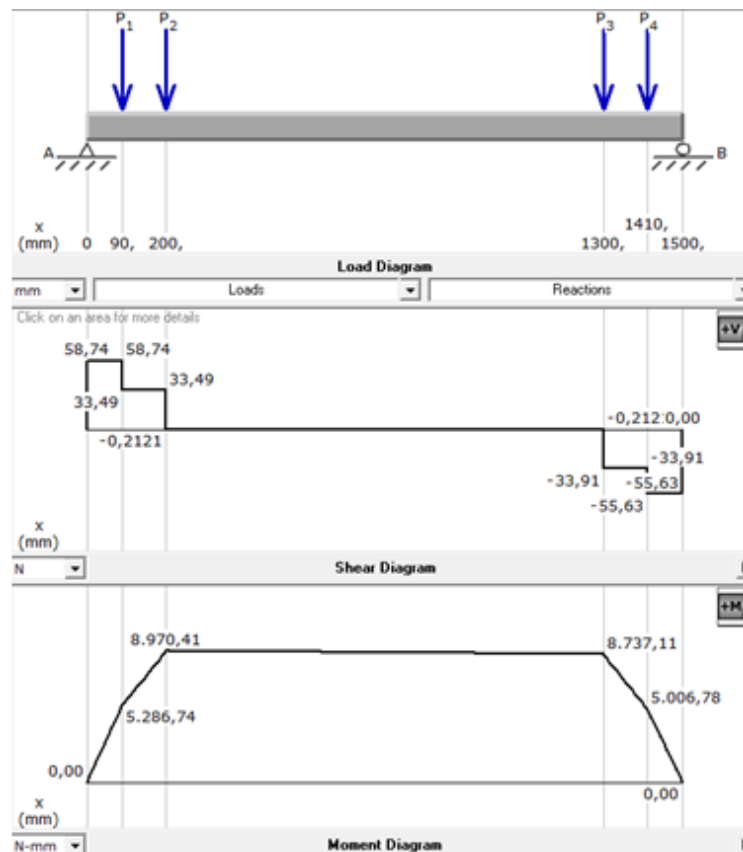 P1 P2 P3 P4
A B
1410,
x
(mm) 0 90, 200, 1300, 1500,
Load Diagram
mm Loads Reactions
Click on an area for more details
+V
58,74 58,74
33,49
33,49
-0,2121
-0,212 0,00
-33,91
-33,91 -55,63
-55,63
x
(mm)
N Shear Diagram
+M
8.970,41 8.737,11
5.286,74 5.006,78
0,00
0,00
x
(mm)
N-mm Moment Diagram